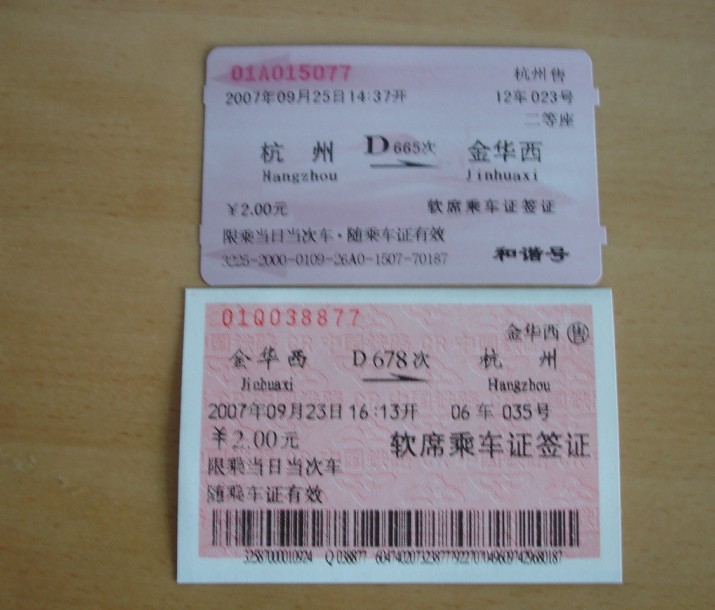 01A015077 杭州售
2007年09月25日14:37开 12车 023号
二等座
杭 州 D 665次 金华西
Hangzhou Jinhuaxi
¥2.00元 软席乘车证签证
限乘当日当次车·随乘车证有效
3225-2000-0109-26A0-1507-70187 和谐号
01Q038877 金华西 售
金华西 D 678次 杭 州
Jinhuaxi Hangzhou
2007年09月23日 16:13开 06 车 035号
¥2.00元 软席乘车证签证
限乘当日当次车
随乘车证有效
32587000010924 Q 038877